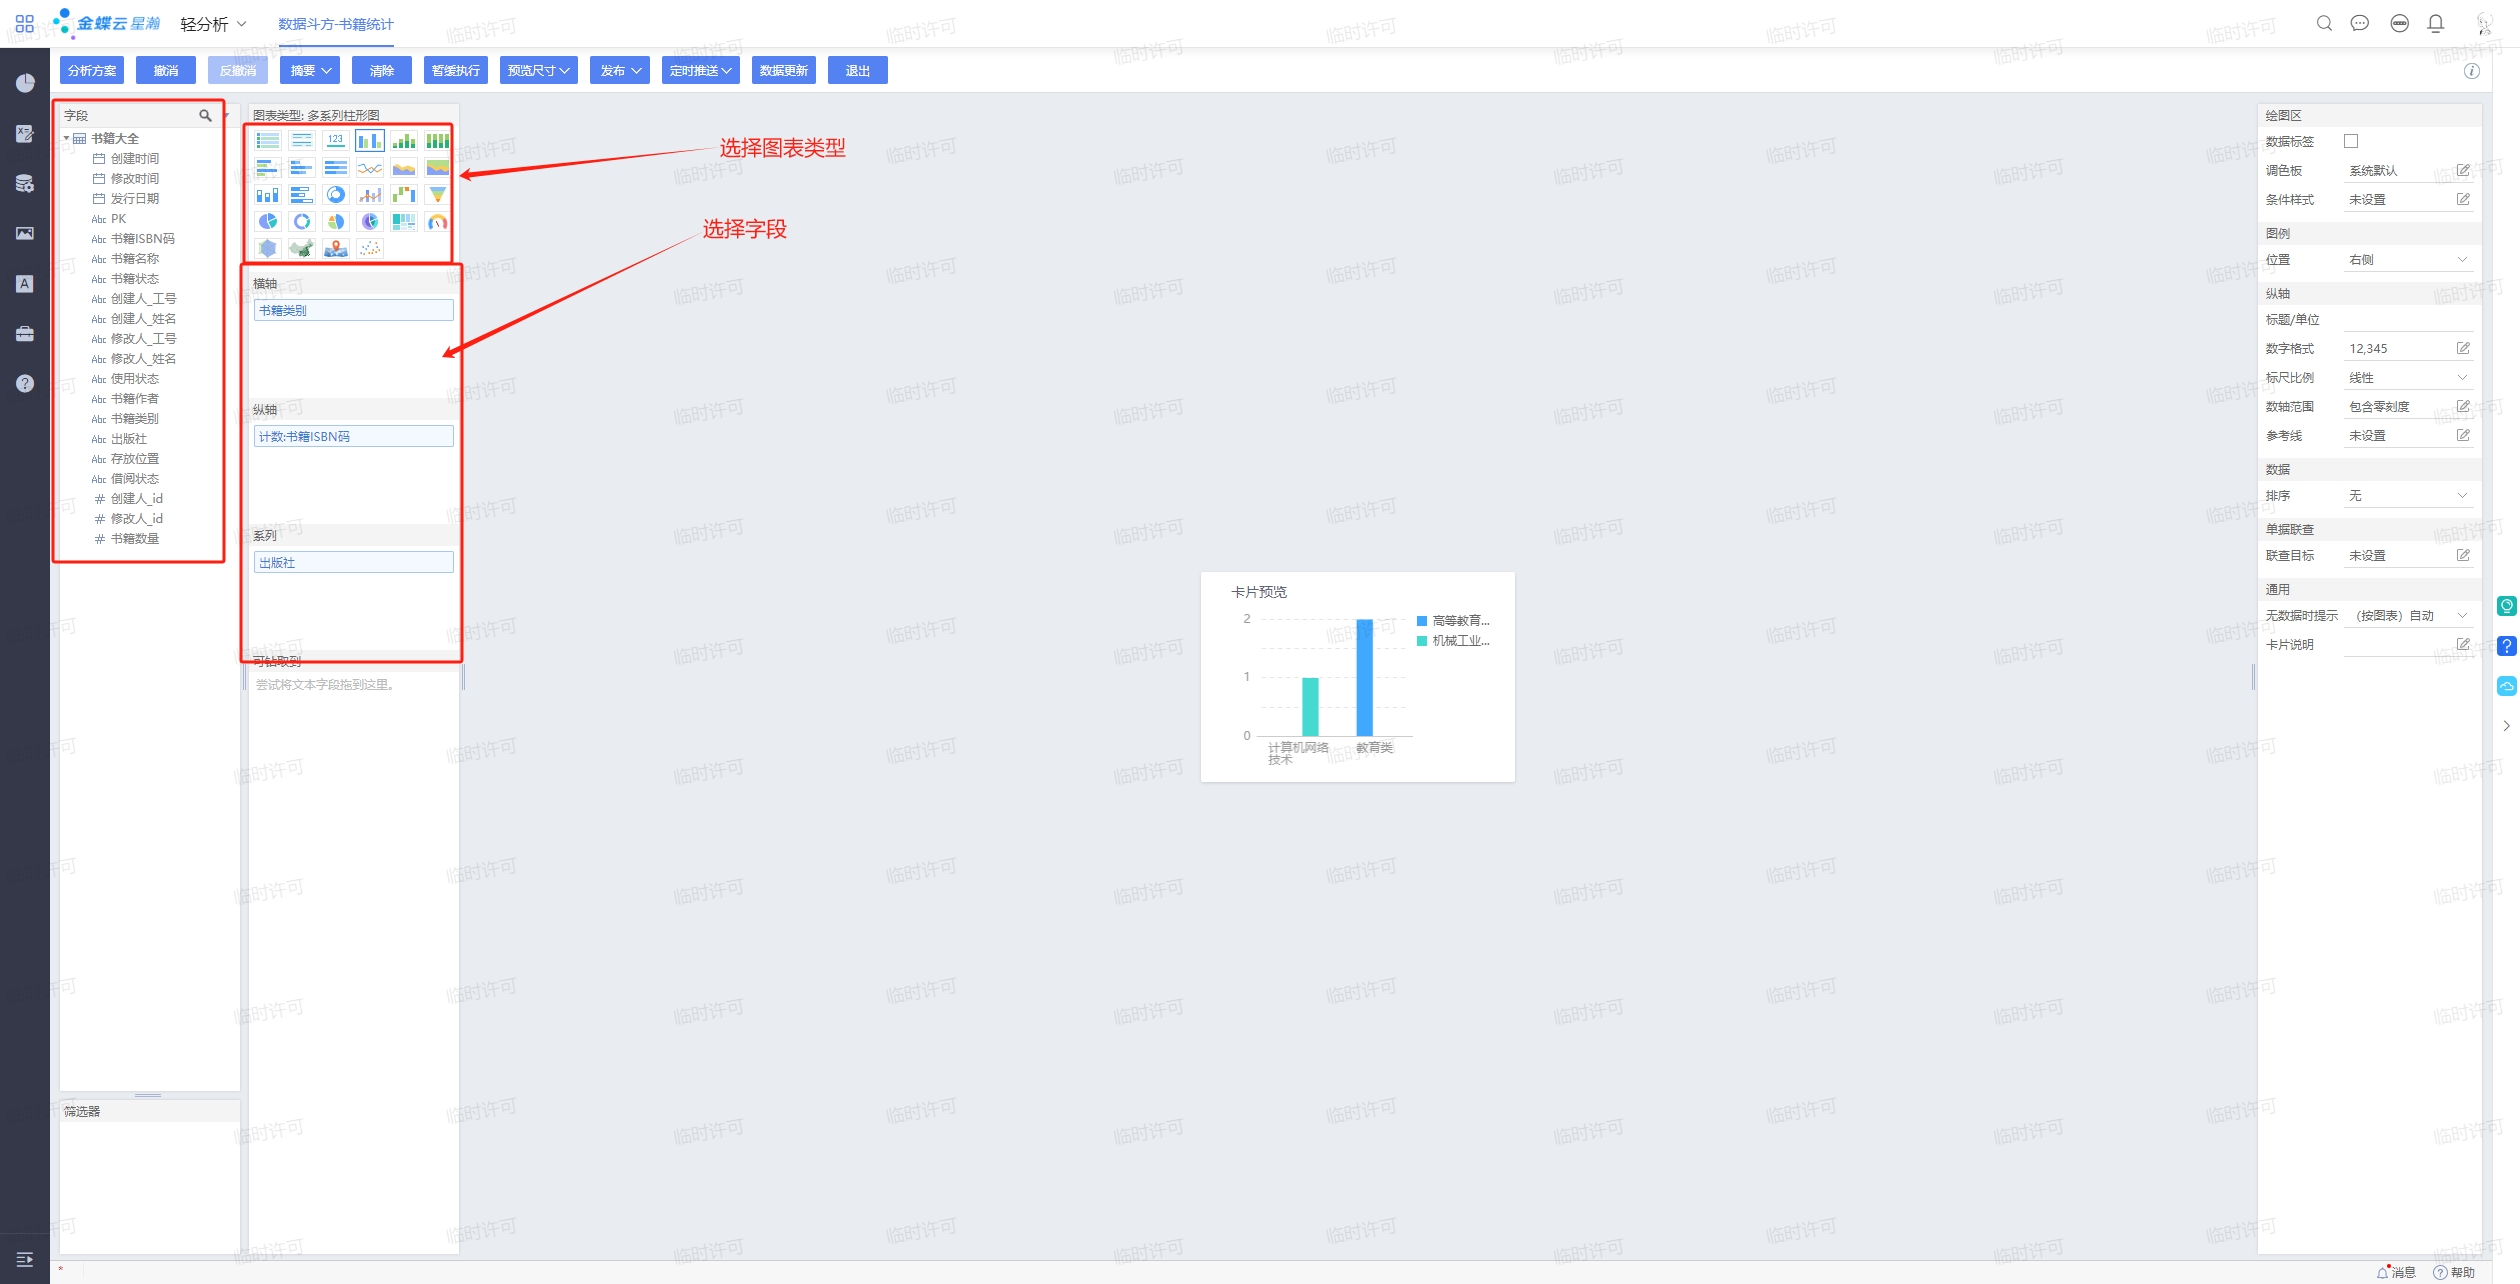 金蝶云星瀚
轻分析
数据斗方-书籍统计
分析方案
撤消
反撤消
摘要
清除
暂缓执行
预览尺寸
发布
定时推送
数据更新
退出
字段
书籍大全
创建时间
修改时间
发行日期
Abc PK
Abc 书籍ISBN码
Abc 书籍名称
Abc 书籍状态
Abc 创建人_工号
Abc 创建人_姓名
Abc 修改人_工号
Abc 修改人_姓名
Abc 使用状态
Abc 书籍作者
Abc 书籍类别
Abc 出版社
Abc 存放位置
Abc 借阅状态
# 创建人_id
# 修改人_id
# 书籍数量
筛选器
图表类型: 多系列柱形图
123
横轴
书籍类别
纵轴
计数:书籍ISBN码
系列
出版社
可钻取到
尝试将文本字段拖到这里。
选择图表类型
选择字段
卡片预览
2
1
0
计算机网络
技术
教育类
高等教育...
机械工业...
绘图区
数据标签
调色板 系统默认
条件样式 未设置
图例
位置 右侧
纵轴
标题/单位
数字格式 12,345
标尺比例 线性
数轴范围 包含零刻度
参考线 未设置
数据
排序 无
单据联查
联查目标 未设置
通用
无数据时提示 （按图表）自动
卡片说明
*
消息
帮助
临时许可